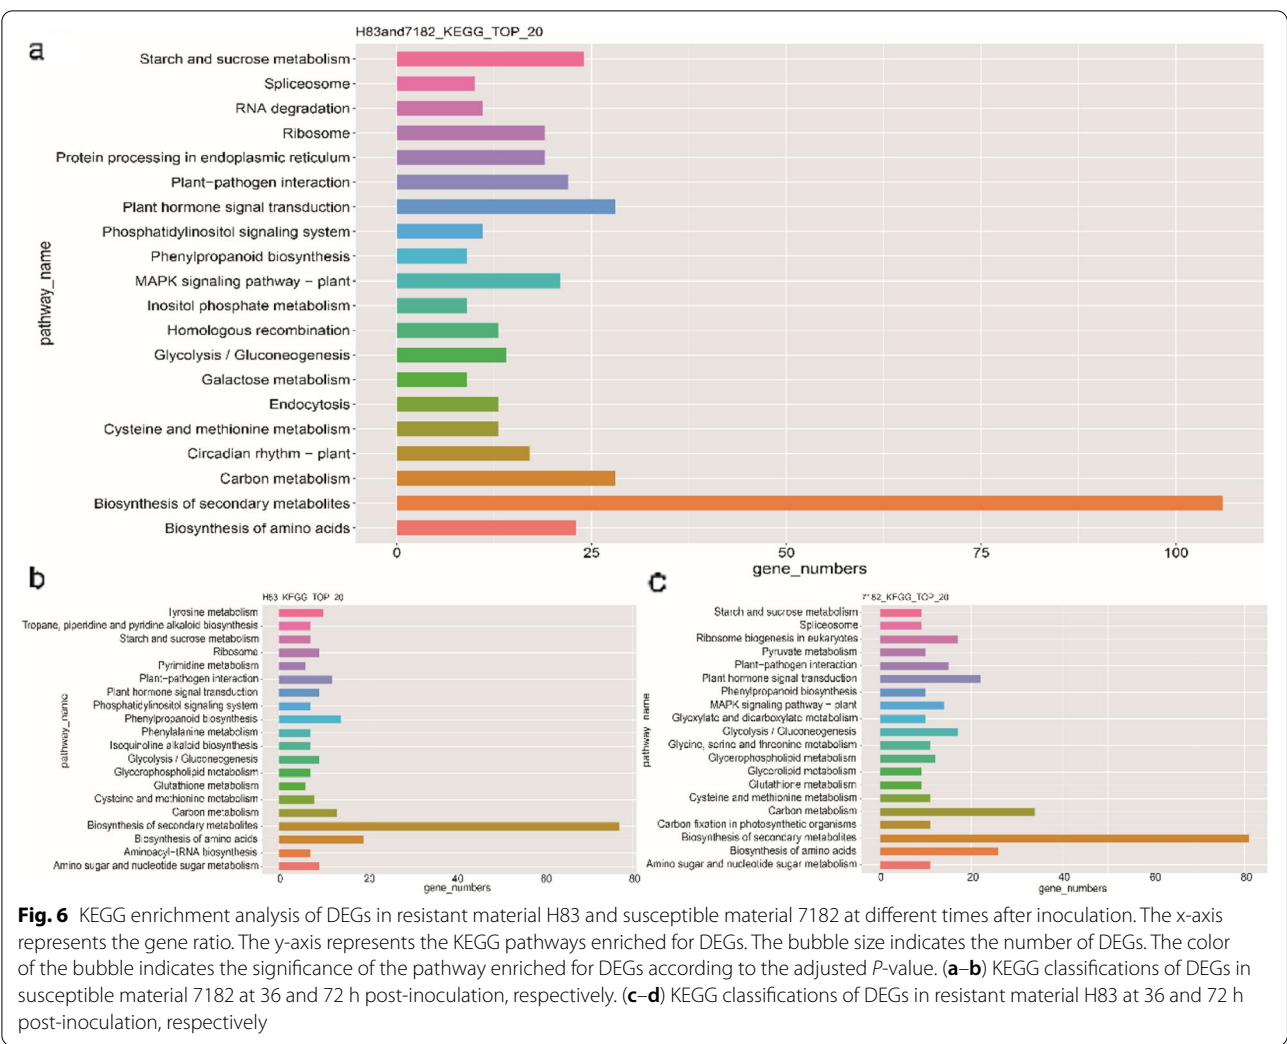 a
H83and7182_KEGG_TOP_20
Starch and sucrose metabolism
Spliceosome
RNA degradation
Ribosome
Protein processing in endoplasmic reticulum
Plant−pathogen interaction
Plant hormone signal transduction
Phosphatidylinositol signaling system
Phenylpropanoid biosynthesis
MAPK signaling pathway − plant
Inositol phosphate metabolism
Homologous recombination
Glycolysis / Gluconeogenesis
Galactose metabolism
Endocytosis
Cysteine and methionine metabolism
Circadian rhythm − plant
Carbon metabolism
Biosynthesis of secondary metabolites
Biosynthesis of amino acids
pathway_name
0 25 50 75 100
gene_numbers
b
H83_KEGG_TOP_20
Tyrosine metabolism
Tropane, piperidine and pyridine alkaloid biosynthesis
Starch and sucrose metabolism
Ribosome
Pyrimidine metabolism
Plant−pathogen interaction
Plant hormone signal transduction
Phosphatidylinositol signaling system
Phenylpropanoid biosynthesis
Phenylalanine metabolism
Isoquinoline alkaloid biosynthesis
Glycolysis / Gluconeogenesis
Glycerophospholipid metabolism
Glutathione metabolism
Cysteine and methionine metabolism
Carbon metabolism
Biosynthesis of secondary metabolites
Biosynthesis of amino acids
Aminoacyl−tRNA biosynthesis
Amino sugar and nucleotide sugar metabolism
pathway_name
0 20 40 60 80
gene_numbers
c
7182_KEGG_TOP_20
Starch and sucrose metabolism
Spliceosome
Ribosome biogenesis in eukaryotes
Pyruvate metabolism
Plant−pathogen interaction
Plant hormone signal transduction
Phenylpropanoid biosynthesis
MAPK signaling pathway − plant
Glyoxylate and dicarboxylate metabolism
Glycolysis / Gluconeogenesis
Glycine, serine and threonine metabolism
Glycerophospholipid metabolism
Glycerolipid metabolism
Glutathione metabolism
Cysteine and methionine metabolism
Carbon metabolism
Carbon fixation in photosynthetic organisms
Biosynthesis of secondary metabolites
Biosynthesis of amino acids
Amino sugar and nucleotide sugar metabolism
pathway_name
0 20 40 60 80
gene_numbers
Fig. 6 KEGG enrichment analysis of DEGs in resistant material H83 and susceptible material 7182 at different times after inoculation. The x-axis
represents the gene ratio. The y-axis represents the KEGG pathways enriched for DEGs. The bubble size indicates the number of DEGs. The color
of the bubble indicates the significance of the pathway enriched for DEGs according to the adjusted P-value. (a–b) KEGG classifications of DEGs in
susceptible material 7182 at 36 and 72 h post-inoculation, respectively. (c–d) KEGG classifications of DEGs in resistant material H83 at 36 and 72 h
post-inoculation, respectively